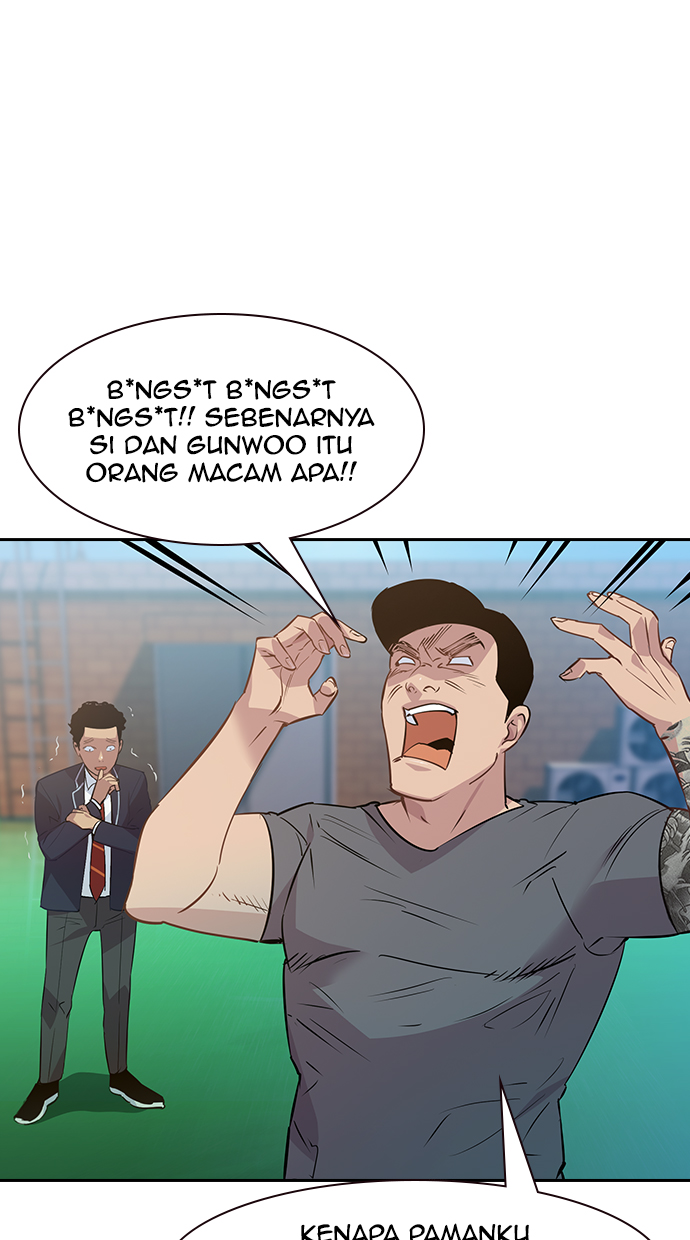 B*NGS*T B*NGS*T
B*NGS*T!! SEBENARNYA
SI DAN GUNWOO ITU
ORANG MACAM APA!!
KENAPA PAMANKU